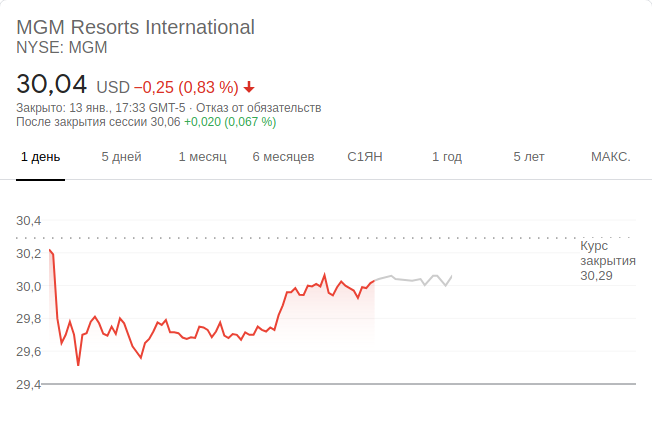 MGM Resorts International
NYSE: MGM
30,04 USD −0,25 (0,83 %)
Закрыто: 13 янв., 17:33 GMT-5 · Отказ от обязательств
После закрытия сессии 30,06 +0,020 (0,067 %)
1 день 5 дней 1 месяц 6 месяцев С1ЯН 1 год 5 лет МАКС.
30,4
Курс
закрытия
30,29
30,2
30,0
29,8
29,6
29,4